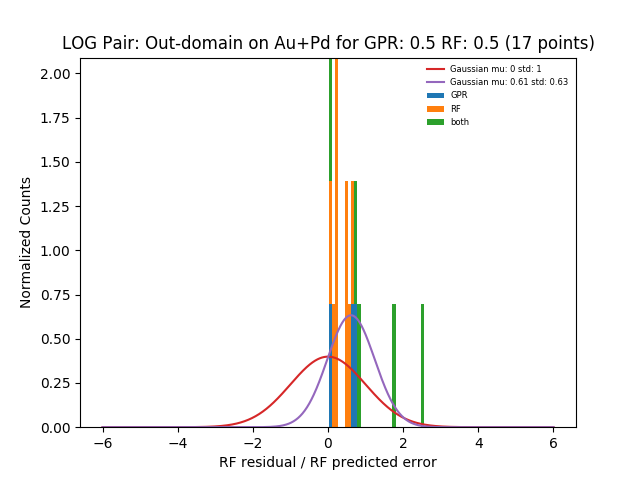 LOG Pair: Out-domain on Au+Pd for GPR: 0.5 RF: 0.5 (17 points)
Gaussian mu: 0 std: 1
Gaussian mu: 0.61 std: 0.63
GPR
RF
both
Normalized Counts
2.00
1.75
1.50
1.25
1.00
0.75
0.50
0.25
0.00
−6
−4
−2
0
2
4
6
RF residual / RF predicted error